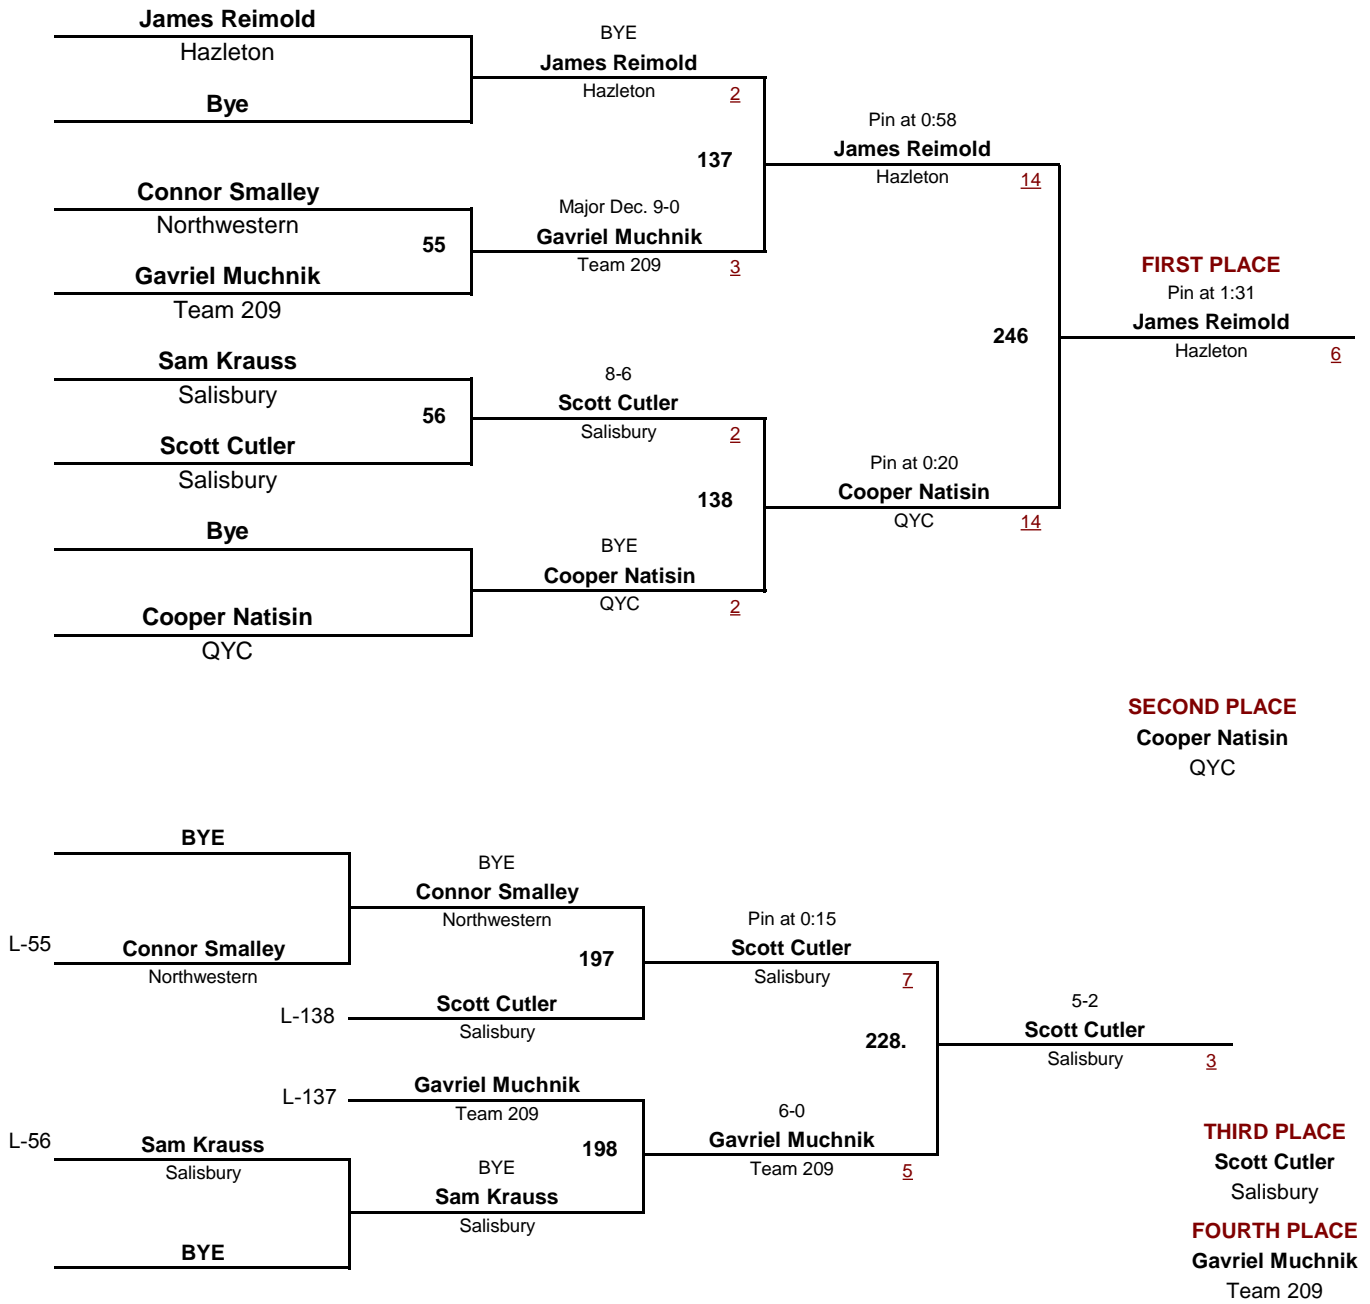 James Reimold
Hazleton
Bye
BYE
James Reimold
Hazleton
2
137
Pin at 0:58
James Reimold
Hazleton
14
Connor Smalley
Northwestern
55
Gavriel Muchnik
Team 209
Major Dec. 9-0
Gavriel Muchnik
Team 209
3
FIRST PLACE
Pin at 1:31
James Reimold
Hazleton
6
246
Sam Krauss
Salisbury
56
Scott Cutler
Salisbury
8-6
Scott Cutler
Salisbury
2
138
Pin at 0:20
Cooper Natisin
QYC
14
Bye
Cooper Natisin
QYC
BYE
Cooper Natisin
QYC
2
SECOND PLACE
Cooper Natisin
QYC
BYE
L-55
Connor Smalley
Northwestern
BYE
Connor Smalley
Northwestern
197
L-138
Scott Cutler
Salisbury
Pin at 0:15
Scott Cutler
Salisbury
7
228.
5-2
Scott Cutler
Salisbury
3
L-137
Gavriel Muchnik
Team 209
L-56
Sam Krauss
Salisbury
198
BYE
Sam Krauss
Salisbury
BYE
6-0
Gavriel Muchnik
Team 209
5
THIRD PLACE
Scott Cutler
Salisbury
FOURTH PLACE
Gavriel Muchnik
Team 209